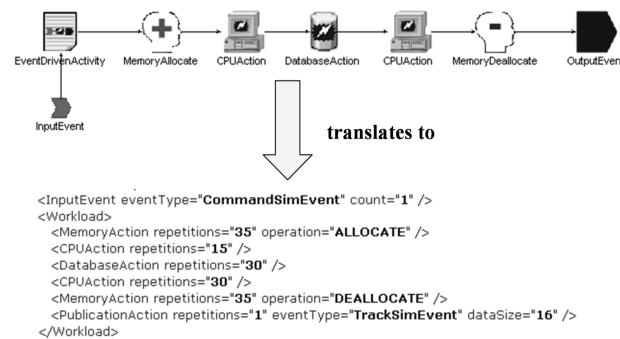 EventDrivenActivity MemoryAllocate CPUAction DatabaseAction CPUAction MemoryDeallocate OutputEven
InputEvent
translates to
<InputEvent eventType="CommandSimEvent" count="1" />
<Workload>
<MemoryAction repetitions="35" operation="ALLOCATE" />
<CPUAction repetitions="15" />
<DatabaseAction repetitions="30" />
<CPUAction repetitions="30" />
<MemoryAction repetitions="35" operation="DEALLOCATE" />
<PublicationAction repetitions="1" eventType="TrackSimEvent" dataSize="16" />
</Workload>